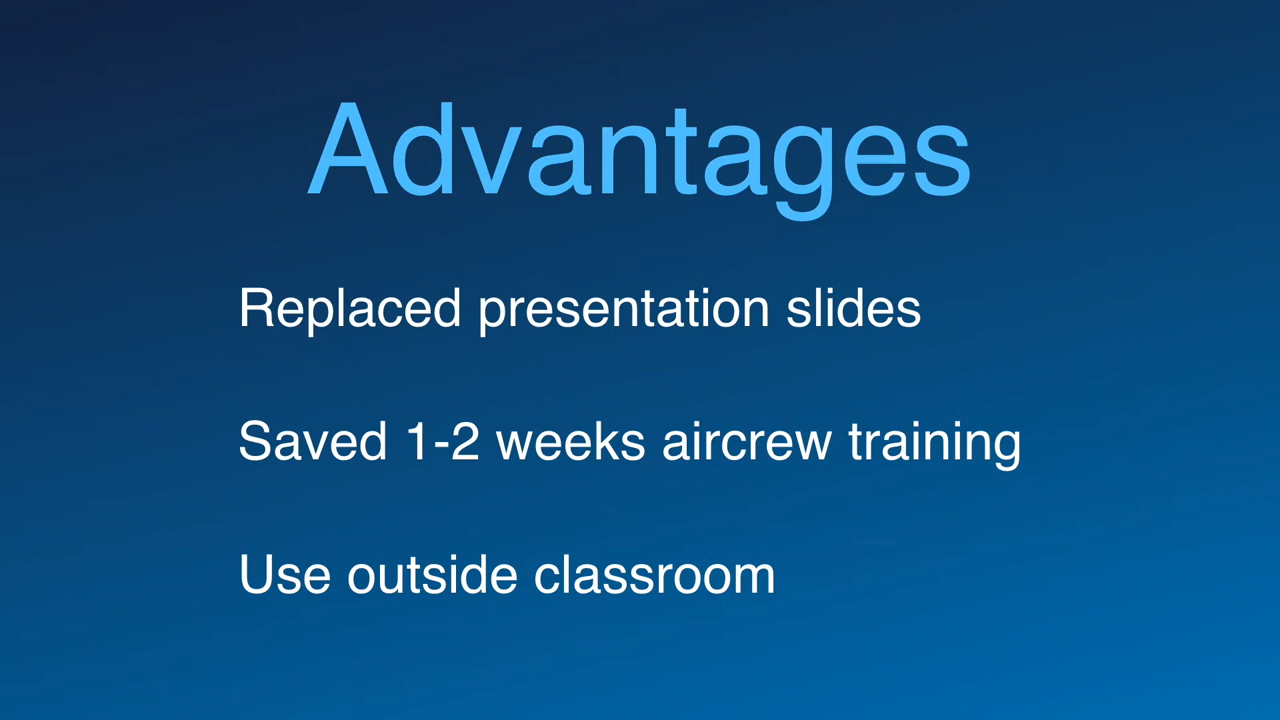 Advantages
Replaced presentation slides
Saved 1-2 weeks aircrew training
Use outside classroom